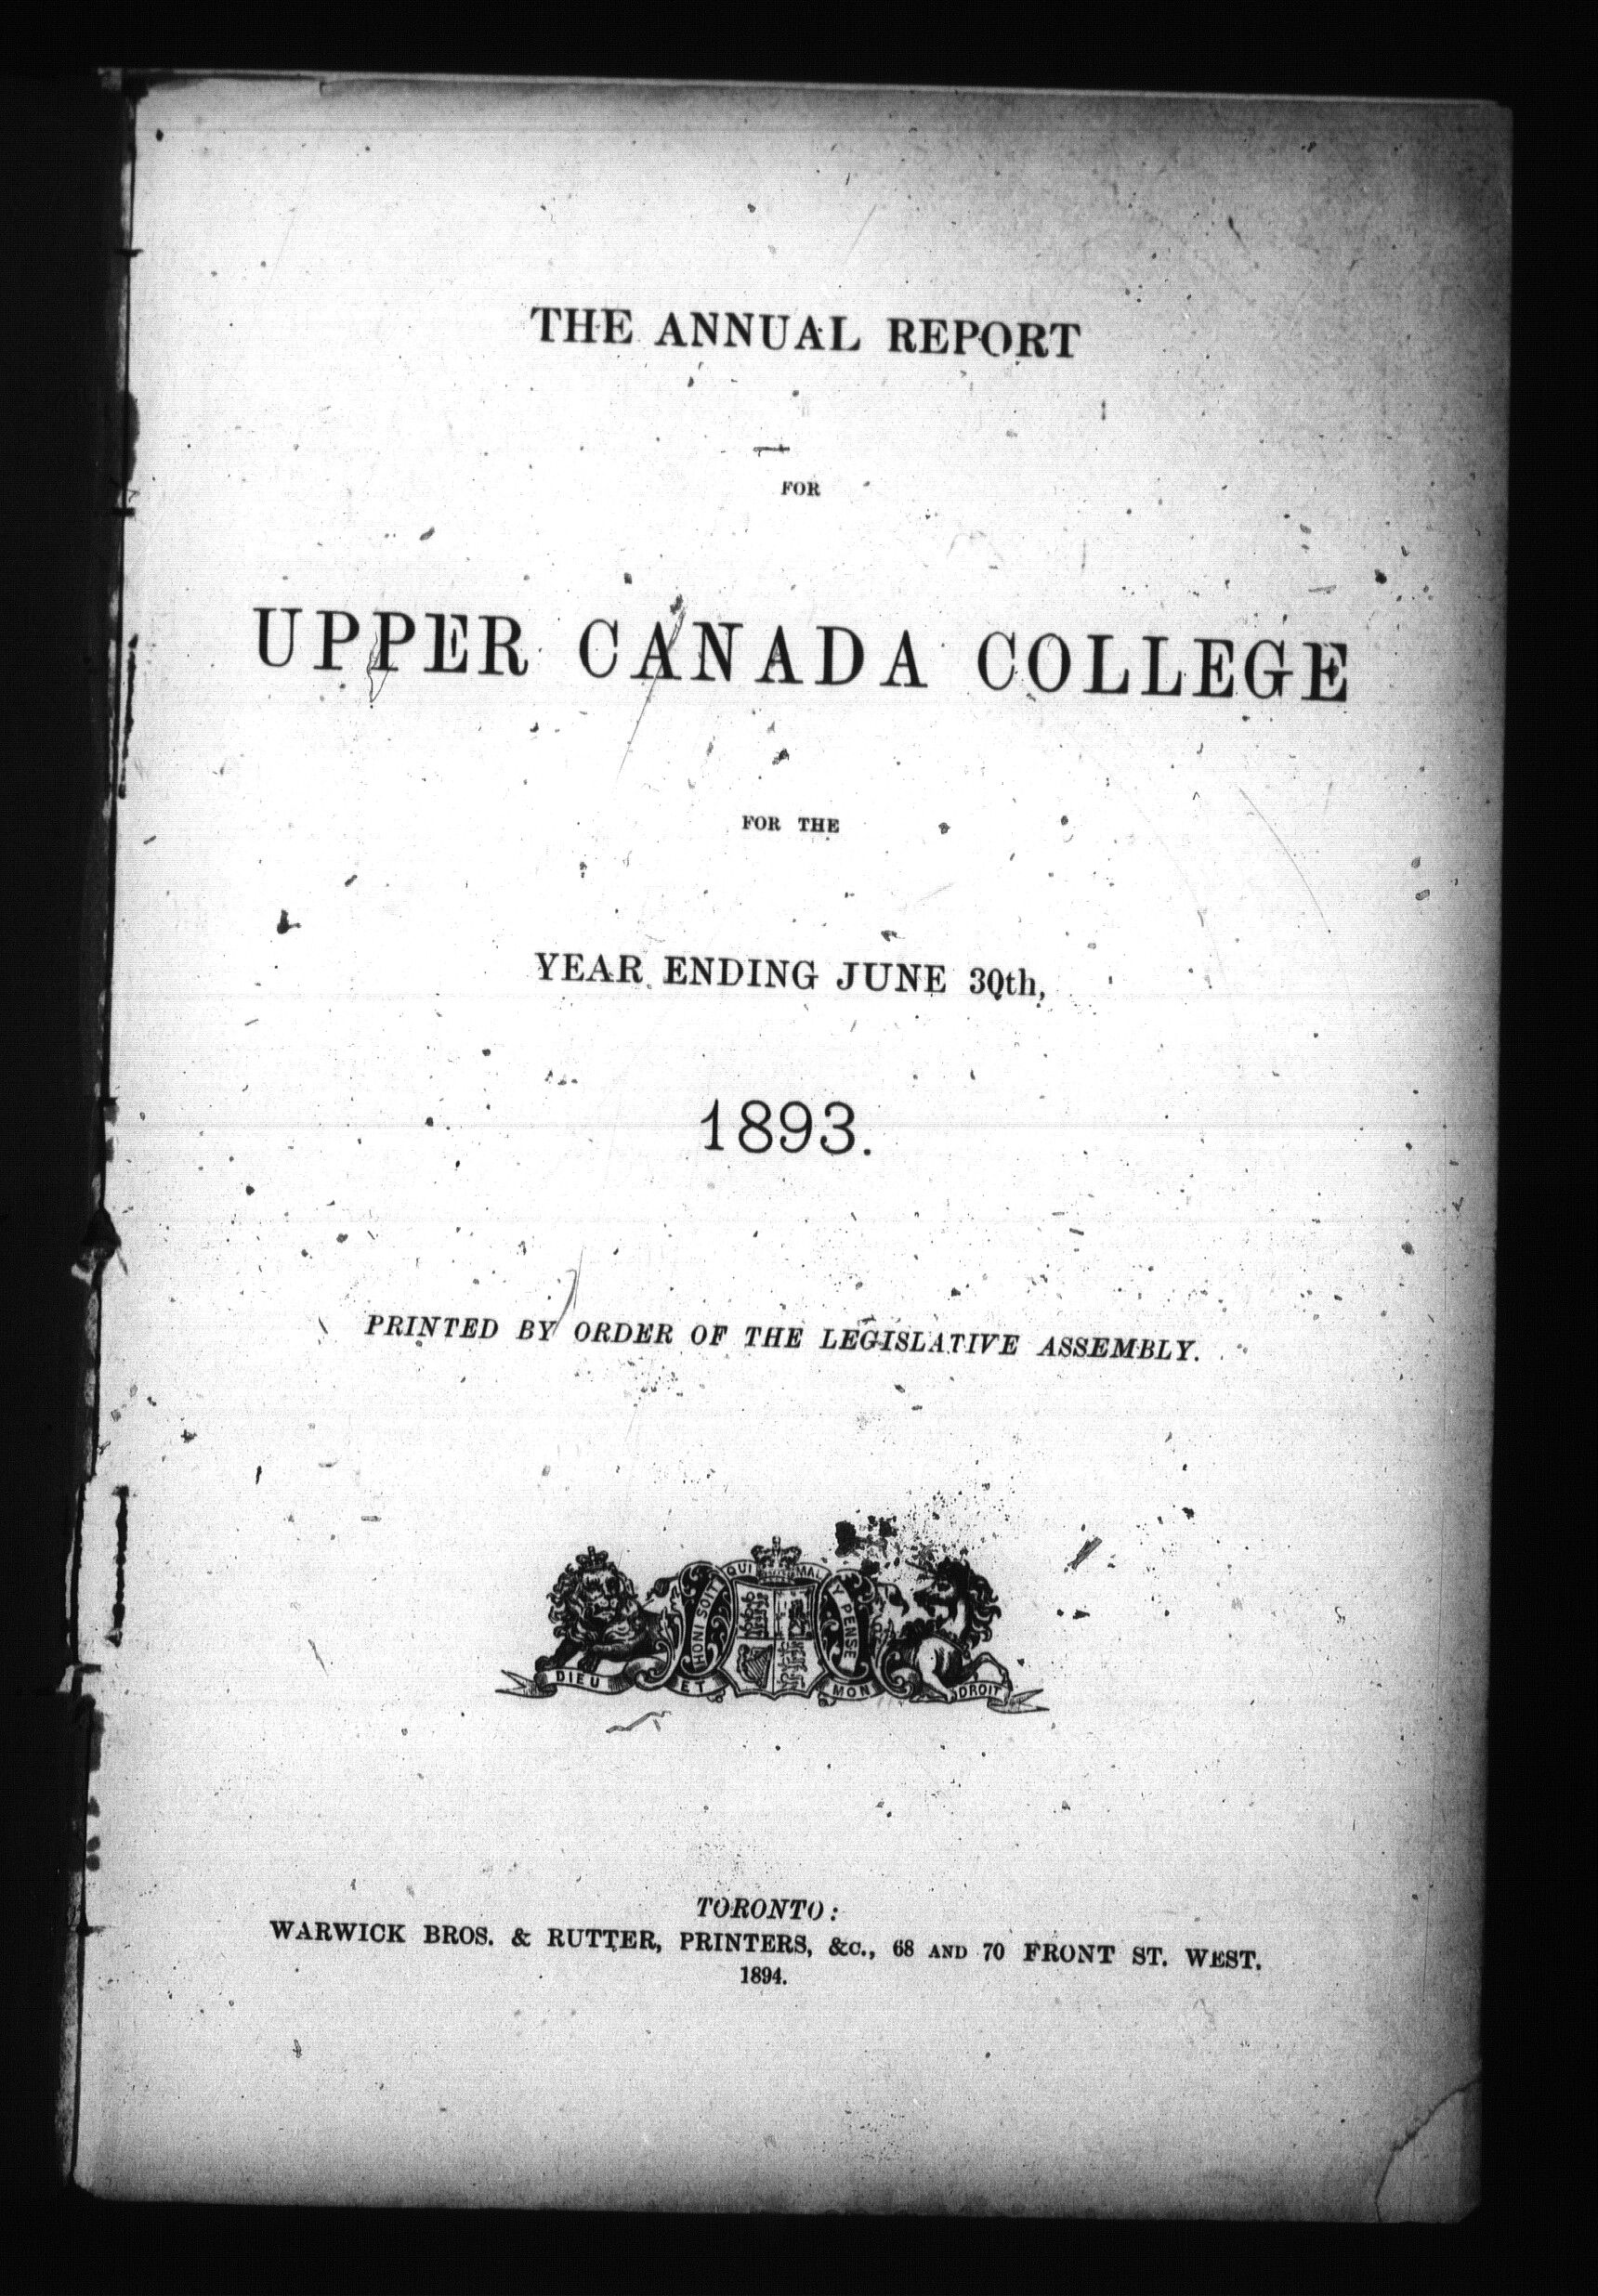 THE ANNUAL REPORT
FOR
UPPER CANADA COLLEGE
FOR THE
YEAR ENDING JUNE 30th,
1893.
PRINTED BY ORDER OF THE LEGISLATIVE ASSEMBLY.
HONI SOIT QUI MAL Y PENSE
DIEU ET MON DROIT
TORONTO:
WARWICK BROS. & RUTTER, PRINTERS, &c., 68 AND 70 FRONT ST. WEST.
1894.